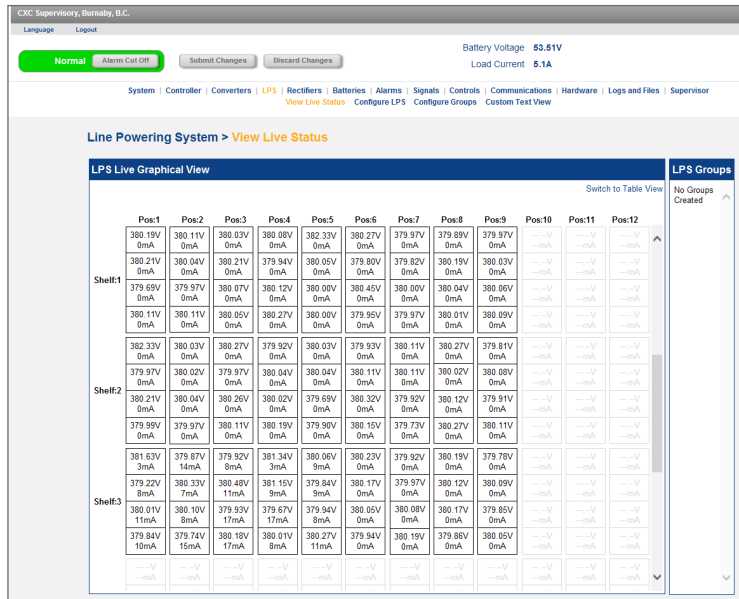 CXC Supervisory, Burnaby, B.C.
Language Logout
Normal Alarm Cut Off Submit Changes Discard Changes
Battery Voltage 53.51V
Load Current 5.1A
System | Controller | Converters | LPS | Rectifiers | Batteries | Alarms | Signals | Controls | Communications | Hardware | Logs and Files | Supervisor
View Live Status Configure LPS Configure Groups Custom Text View
Line Powering System > View Live Status
LPS Live Graphical View
Switch to Table View
Pos:1 Pos:2 Pos:3 Pos:4 Pos:5 Pos:6 Pos:7 Pos:8 Pos:9 Pos:10 Pos:11 Pos:12
Shelf:1
380.19V 380.11V 380.03V 380.08V 382.33V 380.27V 379.97V 379.89V 379.97V ---.--V ---.--V ---.--V
0mA 0mA 0mA 0mA 0mA 0mA 0mA 0mA 0mA ---mA ---mA ---mA
380.21V 380.04V 380.21V 379.94V 380.05V 379.80V 379.82V 380.19V 380.03V ---.--V ---.--V ---.--V
0mA 0mA 0mA 0mA 0mA 0mA 0mA 0mA 0mA ---mA ---mA ---mA
379.69V 379.97V 380.07V 380.12V 380.00V 380.45V 380.00V 380.04V 380.06V ---.--V ---.--V ---.--V
0mA 0mA 0mA 0mA 0mA 0mA 0mA 0mA 0mA ---mA ---mA ---mA
380.11V 380.11V 380.05V 380.27V 380.00V 379.95V 379.97V 380.01V 380.09V ---.--V ---.--V ---.--V
0mA 0mA 0mA 0mA 0mA 0mA 0mA 0mA 0mA ---mA ---mA ---mA
Shelf:2
382.33V 380.03V 380.27V 379.92V 380.03V 379.93V 380.11V 380.27V 379.81V ---.--V ---.--V ---.--V
0mA 0mA 0mA 0mA 0mA 0mA 0mA 0mA 0mA ---mA ---mA ---mA
379.97V 380.02V 379.97V 380.04V 380.04V 380.11V 380.11V 380.02V 380.08V ---.--V ---.--V ---.--V
0mA 0mA 0mA 0mA 0mA 0mA 0mA 0mA 0mA ---mA ---mA ---mA
380.21V 380.04V 380.26V 380.02V 379.69V 380.32V 379.92V 380.12V 379.91V ---.--V ---.--V ---.--V
0mA 0mA 0mA 0mA 0mA 0mA 0mA 0mA 0mA ---mA ---mA ---mA
379.99V 379.97V 380.11V 380.19V 379.90V 380.15V 379.73V 380.27V 380.11V ---.--V ---.--V ---.--V
0mA 0mA 0mA 0mA 0mA 0mA 0mA 0mA 0mA ---mA ---mA ---mA
Shelf:3
381.63V 379.87V 379.92V 381.34V 380.06V 380.23V 379.92V 380.19V 379.78V ---.--V ---.--V ---.--V
3mA 14mA 8mA 3mA 9mA 0mA 0mA 0mA 0mA ---mA ---mA ---mA
379.22V 380.33V 380.48V 381.15V 379.84V 380.17V 379.97V 380.12V 380.09V ---.--V ---.--V ---.--V
8mA 7mA 11mA 9mA 9mA 0mA 0mA 0mA 0mA ---mA ---mA ---mA
380.01V 380.10V 379.93V 379.67V 379.94V 380.05V 380.08V 380.17V 379.85V ---.--V ---.--V ---.--V
11mA 8mA 17mA 17mA 8mA 0mA 0mA 0mA 0mA ---mA ---mA ---mA
379.84V 379.74V 380.18V 380.01V 380.27V 379.94V 380.19V 379.86V 380.05V ---.--V ---.--V ---.--V
10mA 15mA 17mA 8mA 11mA 0mA 0mA 0mA 0mA ---mA ---mA ---mA
---.--V ---.--V ---.--V ---.--V ---.--V ---.--V ---.--V ---.--V ---.--V ---.--V ---.--V ---.--V
---mA ---mA ---mA ---mA ---mA ---mA ---mA ---mA ---mA ---mA ---mA ---mA
LPS Groups
No Groups
Created